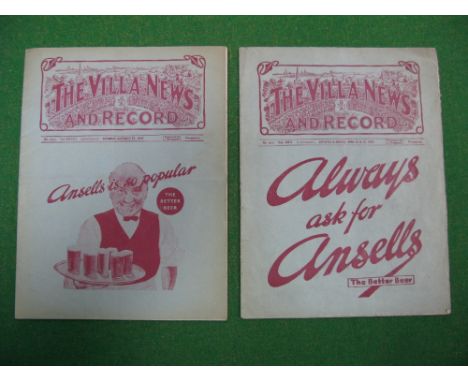 THE VILLA NEWS
AND RECORD
Ansells is so popular
THE
BETTER
BEER
THE VILLA NEWS
AND RECORD
Always
ask for
Ansells
The Better Beer